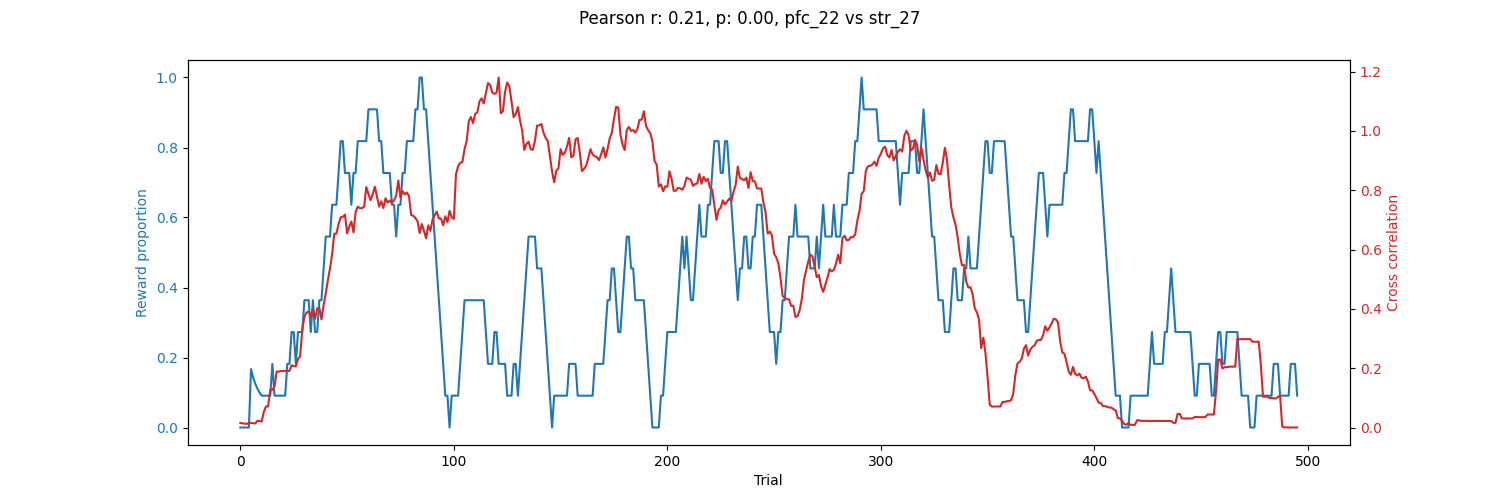 Pearson r: 0.21, p: 0.00, pfc_22 vs str_27
1.0
0.8
0.6
0.4
0.2
0.0
Reward proportion
1.2
1.0
0.8
0.6
0.4
0.2
0.0
Cross correlation
0 100 200 300 400 500
Trial